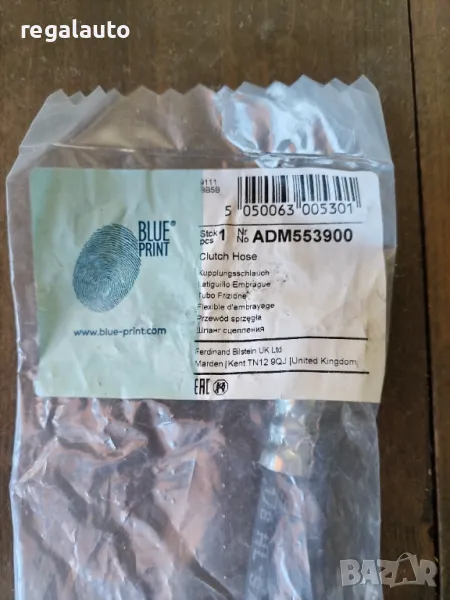 regalauto
BLUE® PRINT
www.blue-print.com
9111
5 050063 005301
Stck pcs 1 Nr No ADM553900
Clutch Hose
Kupplungsschlauch
Latiguillo Embrague
Tubo Frizione
Flexible d'embrayage
Przewód sprzęgła
Шланг сцепления
Ferdinand Bilstein UK Ltd
Marden |Kent TN12 9QJ |United Kingdom|
EAC
BAZAR